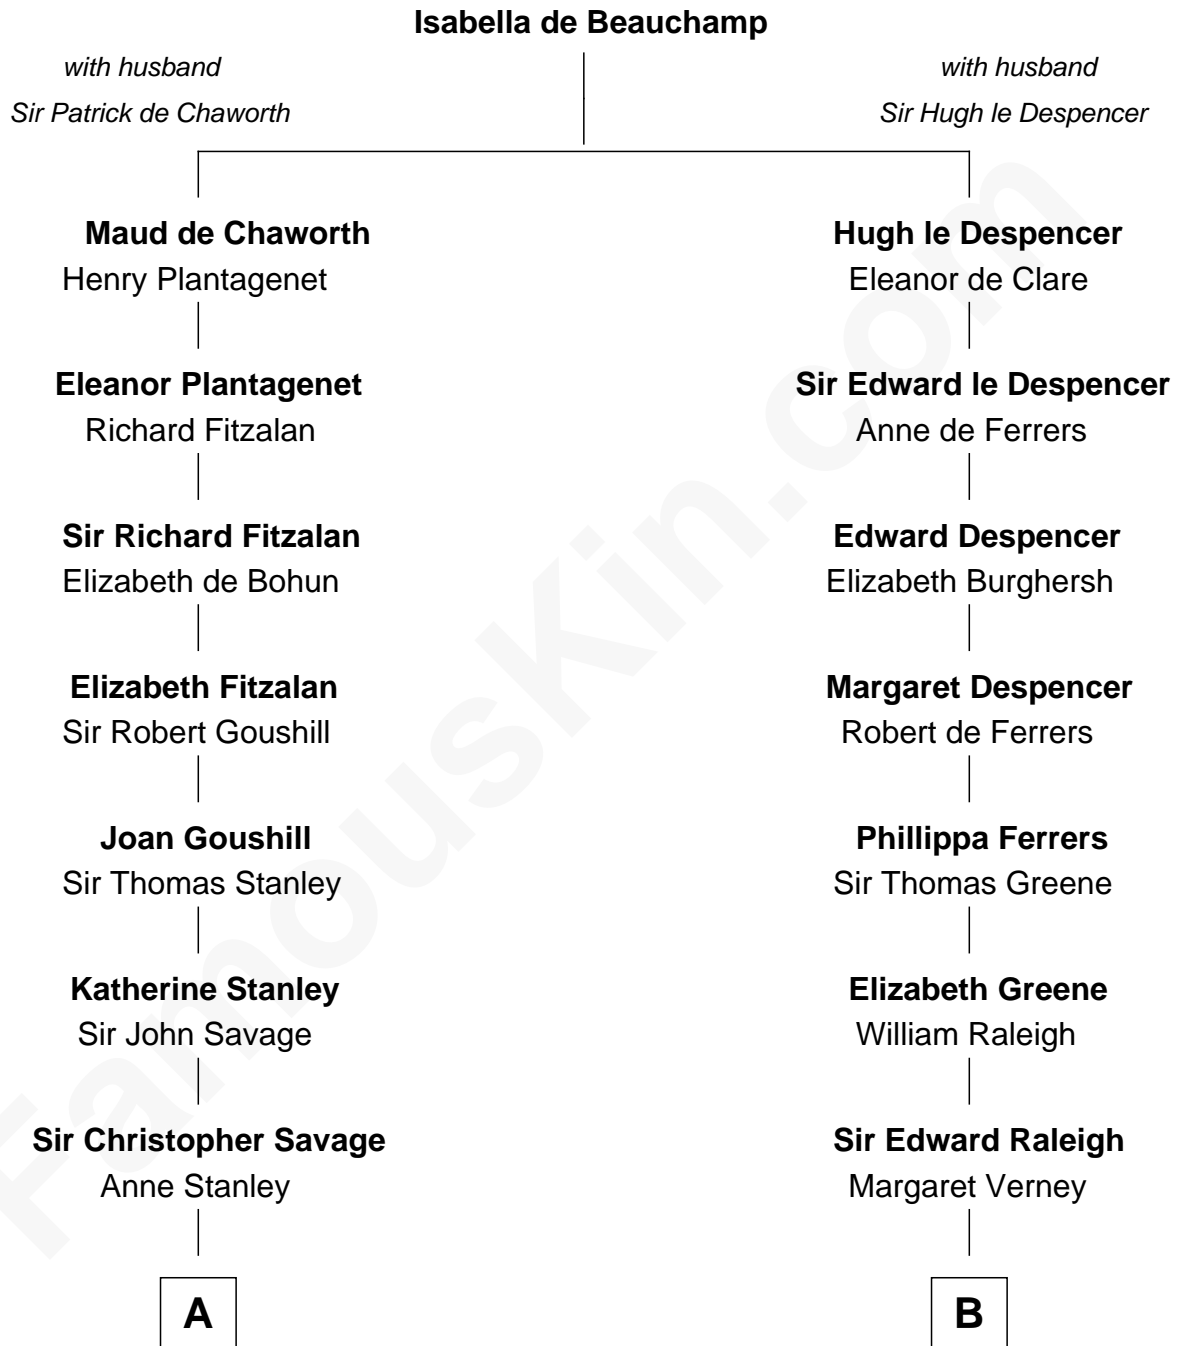 Isabella de Beauchamp
with husband
Sir Patrick de Chaworth
with husband
Sir Hugh le Despencer
Maud de Chaworth
Henry Plantagenet
Hugh le Despencer
Eleanor de Clare
Eleanor Plantagenet
Richard Fitzalan
Sir Edward le Despencer
Anne de Ferrers
Sir Richard Fitzalan
Elizabeth de Bohun
Edward Despencer
Elizabeth Burghersh
Elizabeth Fitzalan
Sir Robert Goushill
Margaret Despencer
Robert de Ferrers
Joan Goushill
Sir Thomas Stanley
Phillippa Ferrers
Sir Thomas Greene
Katherine Stanley
Sir John Savage
Elizabeth Greene
William Raleigh
Sir Christopher Savage
Anne Stanley
Sir Edward Raleigh
Margaret Verney
A
B
FamousKin.com